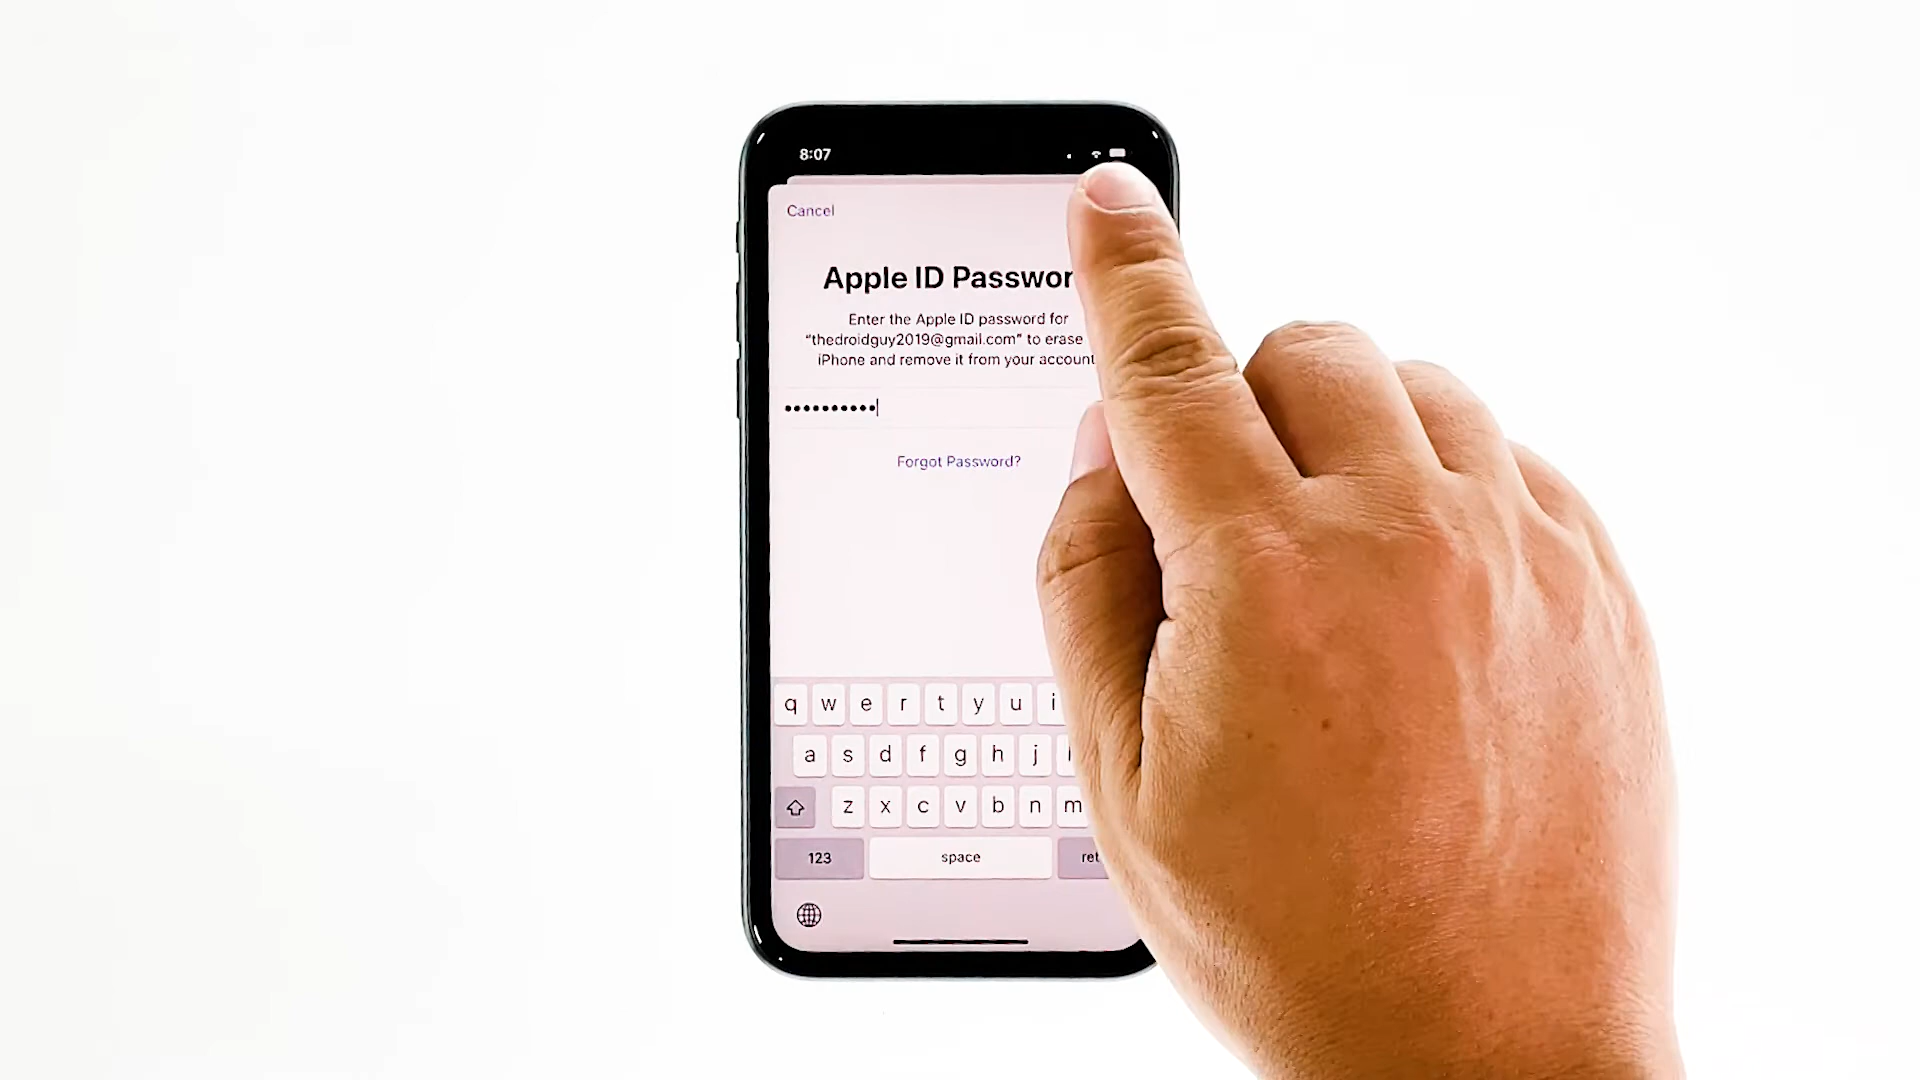 8:07
Cancel
Apple ID Passwor
Enter the Apple ID password for
“thedroidguy2019@gmail.com” to erase
iPhone and remove it from your account
Forgot Password?
q w e r t y u i
a s d f g h j
z x c v b n m
123 space ret